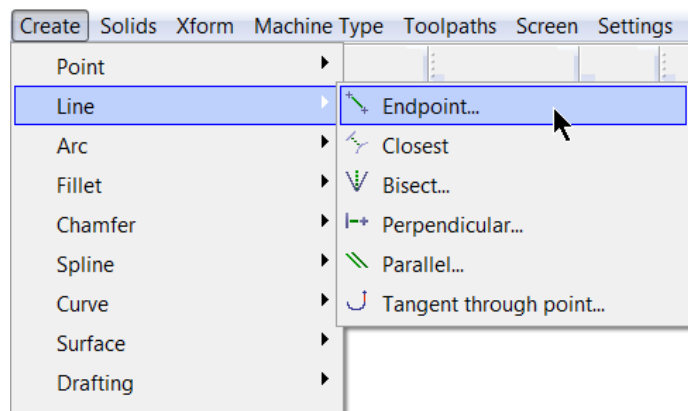 Create Solids Xform Machine Type Toolpaths Screen Settings
Point
Line
Arc
Fillet
Chamfer
Spline
Curve
Surface
Drafting
Endpoint...
Closest
Bisect...
Perpendicular...
Parallel...
Tangent through point...